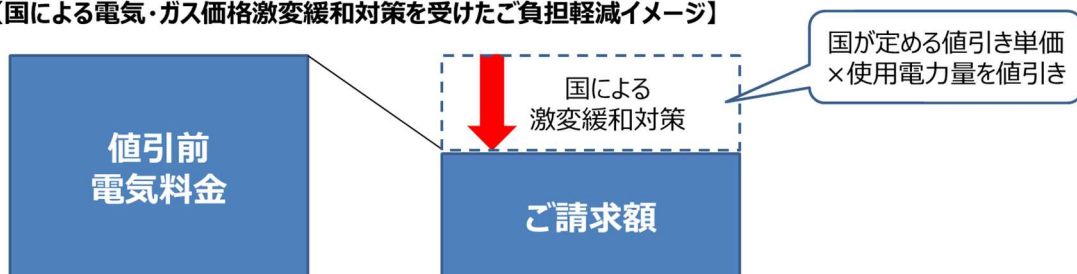 【国による電気・ガス価格激変緩和対策を受けたご負担軽減イメージ】
国が定める値引き単価
×使用電力量を値引き
国による
激変緩和対策
値引前
電気料金
ご請求額